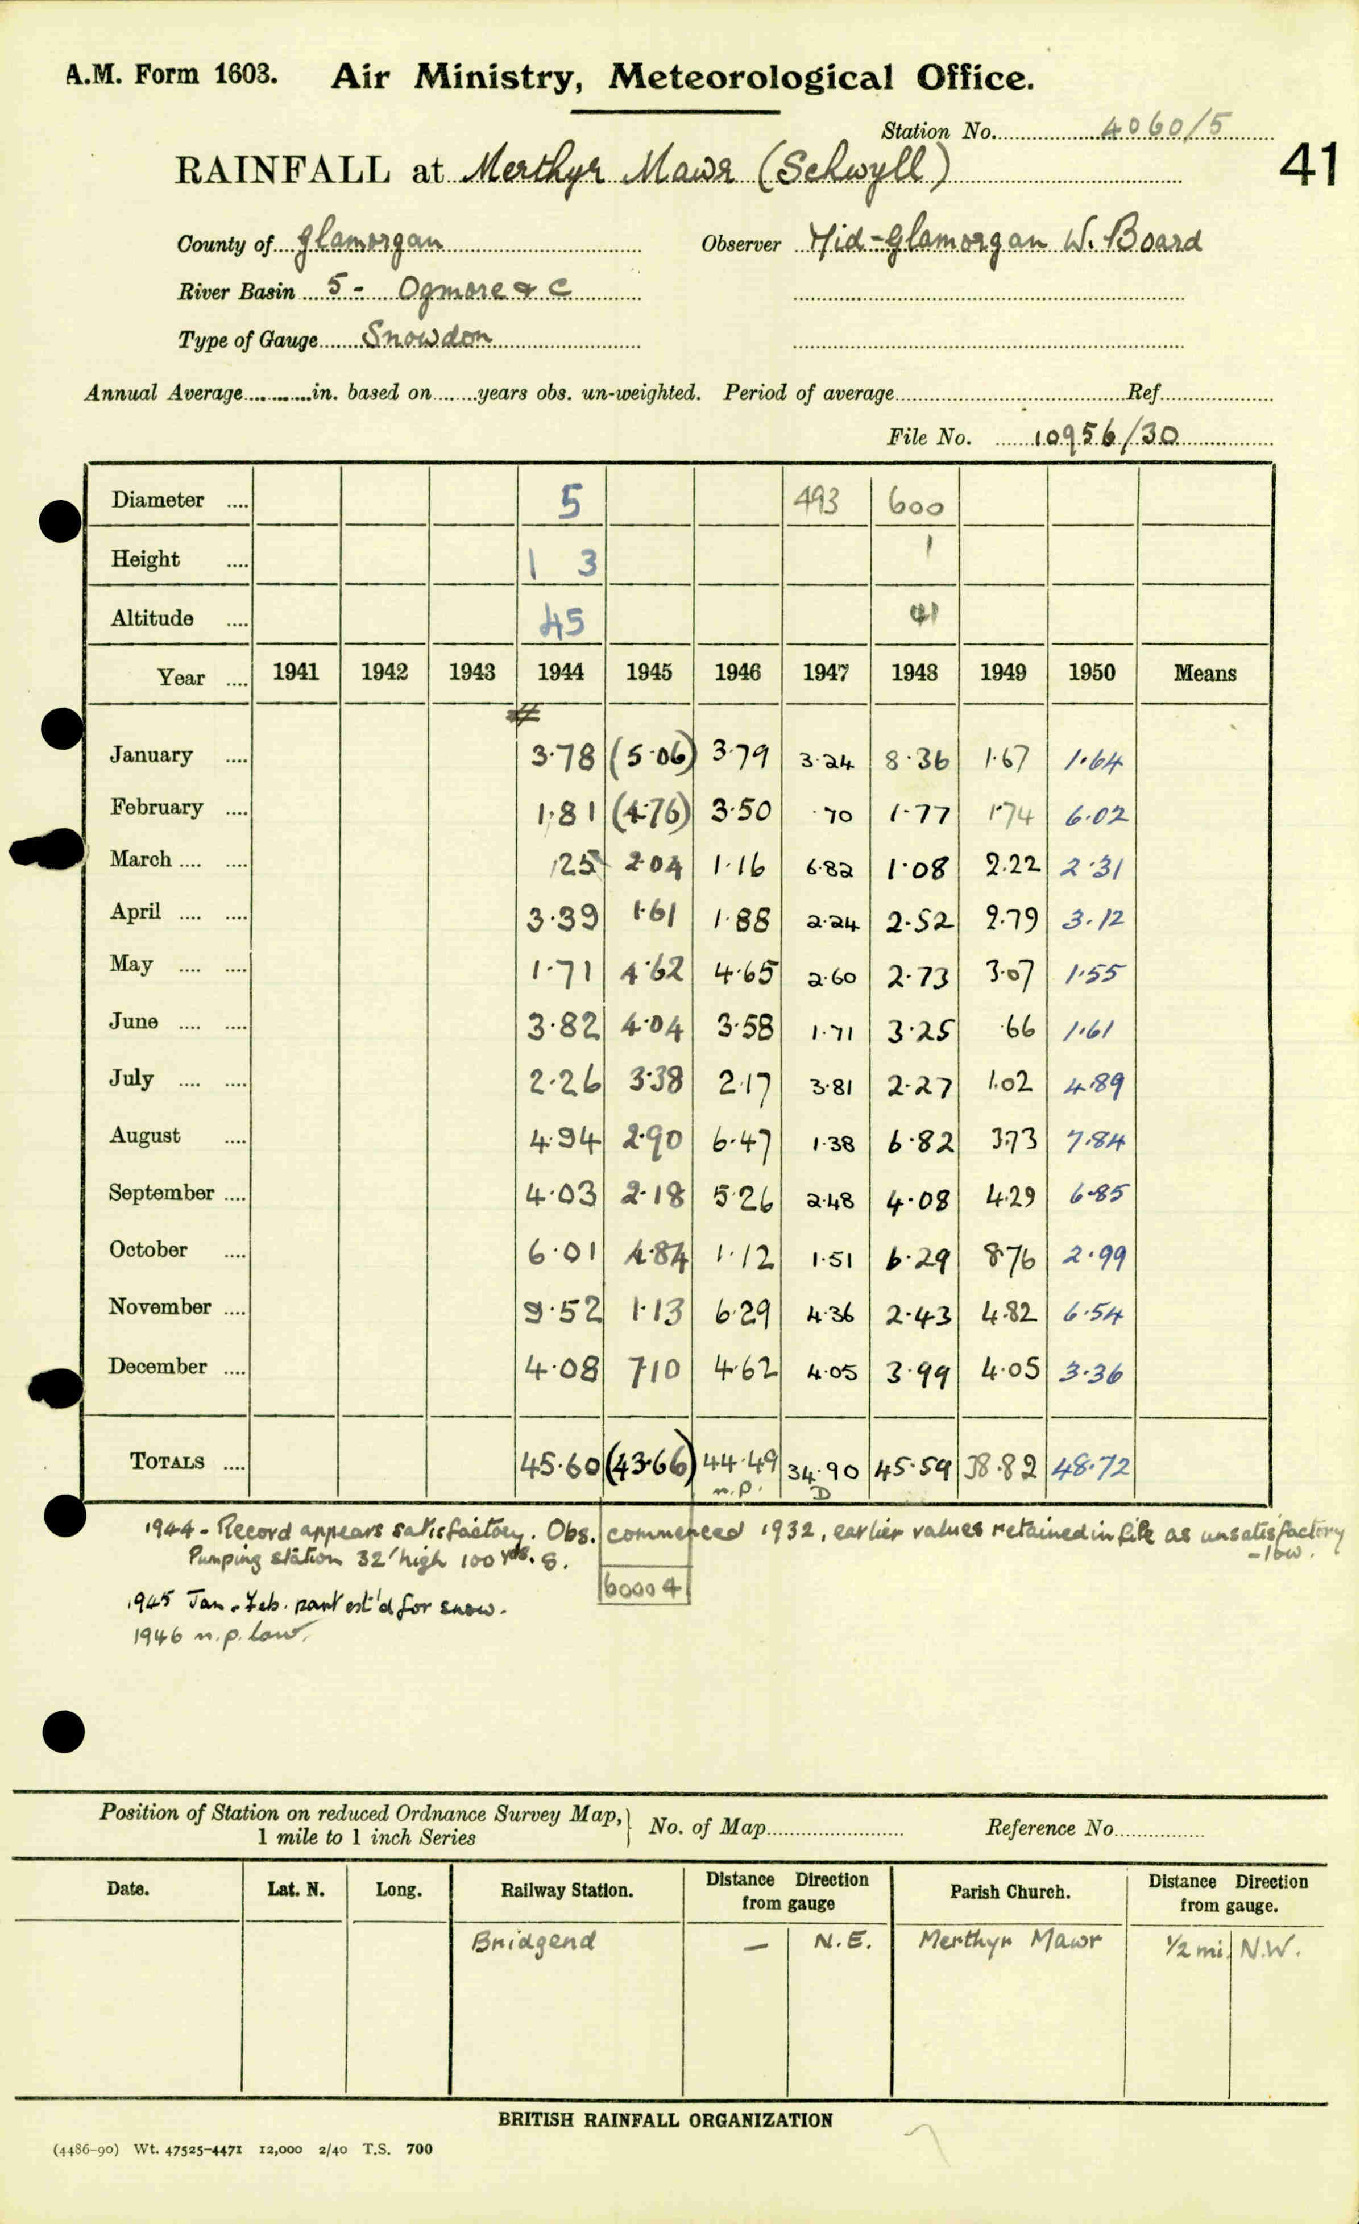 A.M. Form 1603. Air Ministry, Meteorological Office.
Station No. 4060/5
41
RAINFALL at Merthyr Mawr (Schwyll)
County of Glamorgan Observer Mid-Glamorgan W. Board
River Basin 5 - Ogmore & C
Type of Gauge Snowdon
Annual Average in. based on years obs. un-weighted. Period of average Ref.
File No. 10956/30
Diameter 5 493 600
Height 1 3 1
Altitude 45 41
Year 1941 1942 1943 1944 1945 1946 1947 1948 1949 1950 Means
#
January 3.78 (5.06) 3.79 3.24 8.36 1.67 1.64
February 1.81 (4.76) 3.50 .70 1.77 1.74 6.02
March .25 2.04 1.16 6.82 1.08 2.22 2.31
April 3.39 1.61 1.88 2.24 2.52 2.79 3.12
May 1.71 4.62 4.65 2.60 2.73 3.07 1.55
June 3.82 4.04 3.58 1.71 3.25 .66 1.61
July 2.26 3.38 2.17 3.81 2.27 1.02 4.89
August 4.94 2.90 6.47 1.38 6.82 3.73 7.84
September 4.03 2.18 5.26 2.48 4.08 4.29 6.85
October 6.01 4.84 1.12 1.51 6.29 8.76 2.99
November 9.52 1.13 6.29 4.36 2.43 4.82 6.54
December 4.08 7.10 4.62 4.05 3.99 4.05 3.36
TOTALS 45.60 (43.66) 44.49 34.90 45.59 38.82 48.72
n.p. D
1944 - Record appears satisfactory. Obs. commenced 1932, earlier values retained in file as unsatisfactory
Pumping station 32' high 100 yds. S. - low.
60004
1945 Jan. Feb. part est'd for snow.
1946 n.p. low.
Position of Station on reduced Ordnance Survey Map, No. of Map Reference No.
1 mile to 1 inch Series
Date. Lat. N. Long. Railway Station. Distance from gauge Direction Parish Church. Distance from gauge. Direction
Bridgend — N.E. Merthyr Mawr 1/2 mi. N.W.
BRITISH RAINFALL ORGANIZATION
(4486-90) Wt. 47525-4471 12,000 2/40 T.S. 700